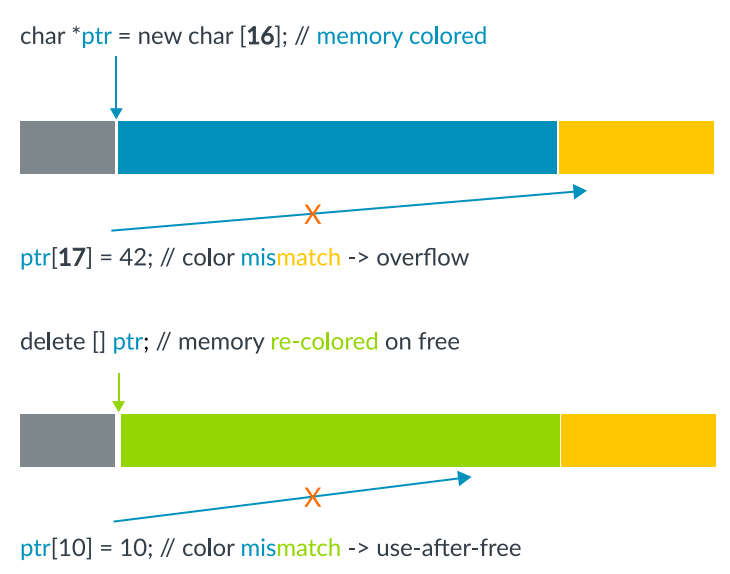 char *ptr = new char [16]; // memory colored
X
ptr[17] = 42; // color mismatch -> overflow
delete [] ptr; // memory re-colored on free
X
ptr[10] = 10; // color mismatch -> use-after-free